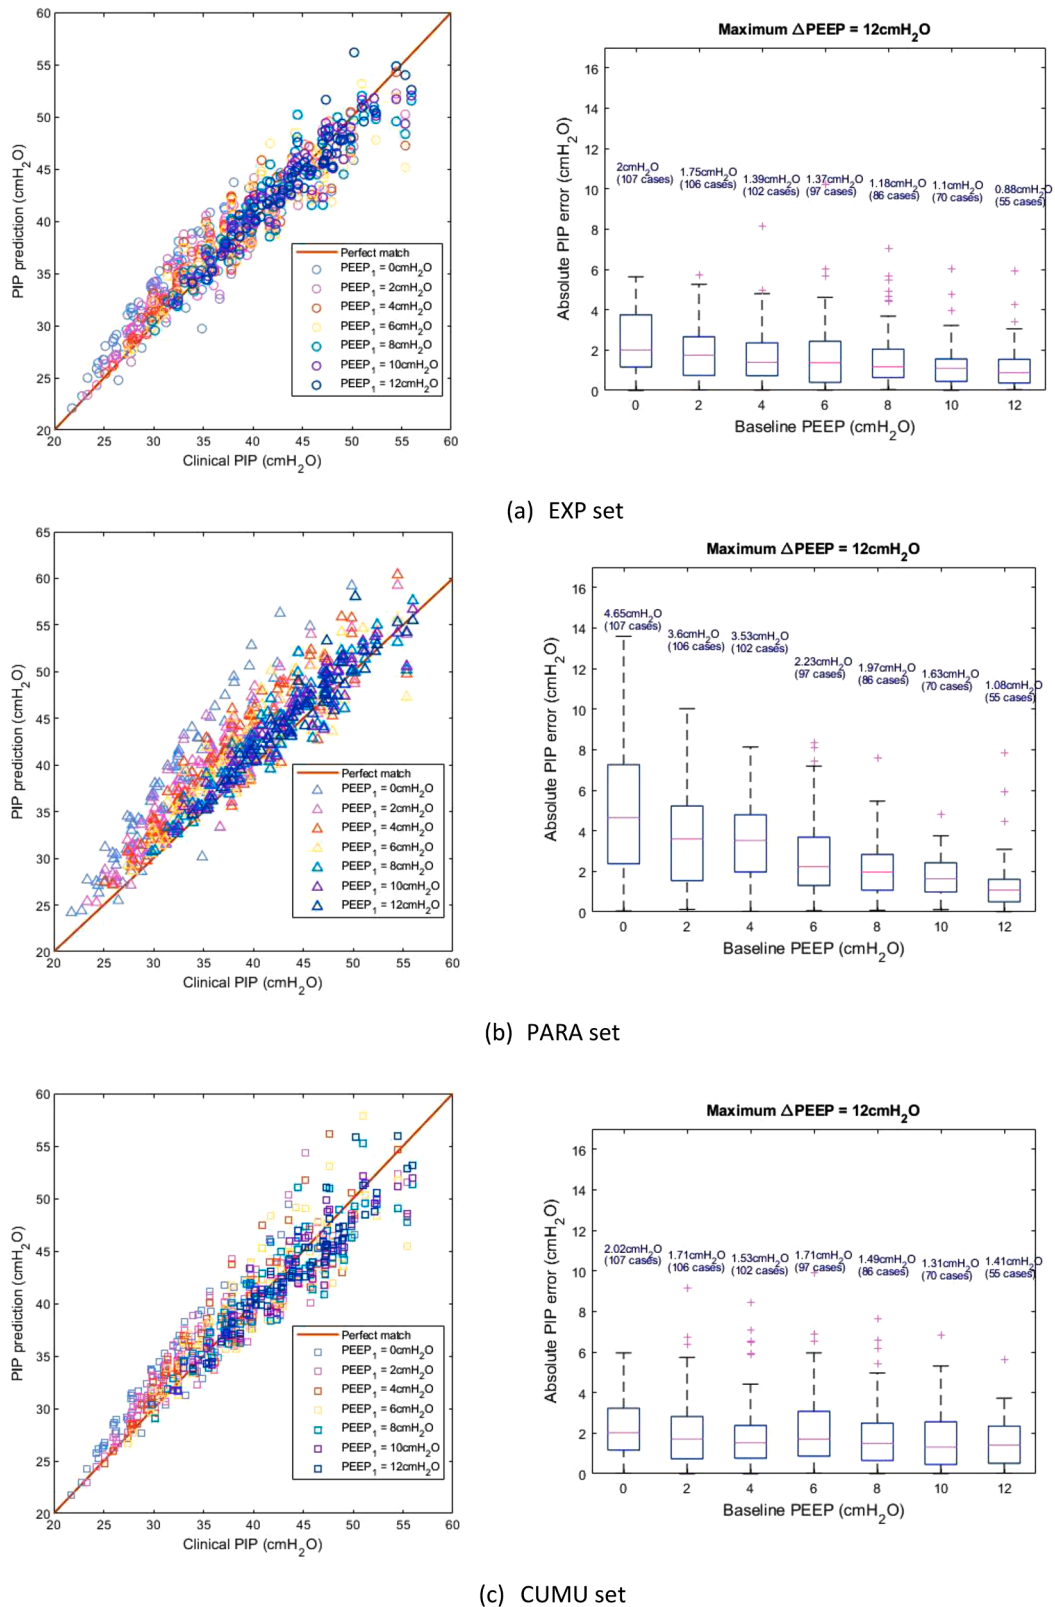 60
55
50
45
40
35
30
25
20
PIP prediction (cmH2O)
Perfect match
PEEP1 = 0cmH2O
PEEP1 = 2cmH2O
PEEP1 = 4cmH2O
PEEP1 = 6cmH2O
PEEP1 = 8cmH2O
PEEP1 = 10cmH2O
PEEP1 = 12cmH2O
20 25 30 35 40 45 50 55 60
Clinical PIP (cmH2O)
Maximum △PEEP = 12cmH2O
16
14
12
10
8
6
4
2
0
Absolute PIP error (cmH2O)
2cmH2O
(107 cases)
1.75cmH2O
(106 cases)
1.39cmH2O
(102 cases)
1.37cmH2O
(97 cases)
1.18cmH2O
(86 cases)
1.1cmH2O
(70 cases)
0.88cmH2O
(55 cases)
0 2 4 6 8 10 12
Baseline PEEP (cmH2O)
(a) EXP set
65
60
55
50
45
40
35
30
25
20
PIP prediction (cmH2O)
Perfect match
PEEP1 = 0cmH2O
PEEP1 = 2cmH2O
PEEP1 = 4cmH2O
PEEP1 = 6cmH2O
PEEP1 = 8cmH2O
PEEP1 = 10cmH2O
PEEP1 = 12cmH2O
20 25 30 35 40 45 50 55 60
Clinical PIP (cmH2O)
Maximum △PEEP = 12cmH2O
16
14
12
10
8
6
4
2
0
Absolute PIP error (cmH2O)
4.65cmH2O
(107 cases)
3.6cmH2O
(106 cases)
3.53cmH2O
(102 cases)
2.23cmH2O
(97 cases)
1.97cmH2O
(86 cases)
1.63cmH2O
(70 cases)
1.08cmH2O
(55 cases)
0 2 4 6 8 10 12
Baseline PEEP (cmH2O)
(b) PARA set
60
55
50
45
40
35
30
25
20
PIP prediction (cmH2O)
Perfect match
PEEP1 = 0cmH2O
PEEP1 = 2cmH2O
PEEP1 = 4cmH2O
PEEP1 = 6cmH2O
PEEP1 = 8cmH2O
PEEP1 = 10cmH2O
PEEP1 = 12cmH2O
20 25 30 35 40 45 50 55 60
Clinical PIP (cmH2O)
Maximum △PEEP = 12cmH2O
16
14
12
10
8
6
4
2
0
Absolute PIP error (cmH2O)
2.02cmH2O
(107 cases)
1.71cmH2O
(106 cases)
1.53cmH2O
(102 cases)
1.71cmH2O
(97 cases)
1.49cmH2O
(86 cases)
1.31cmH2O
(70 cases)
1.41cmH2O
(55 cases)
0 2 4 6 8 10 12
Baseline PEEP (cmH2O)
(c) CUMU set